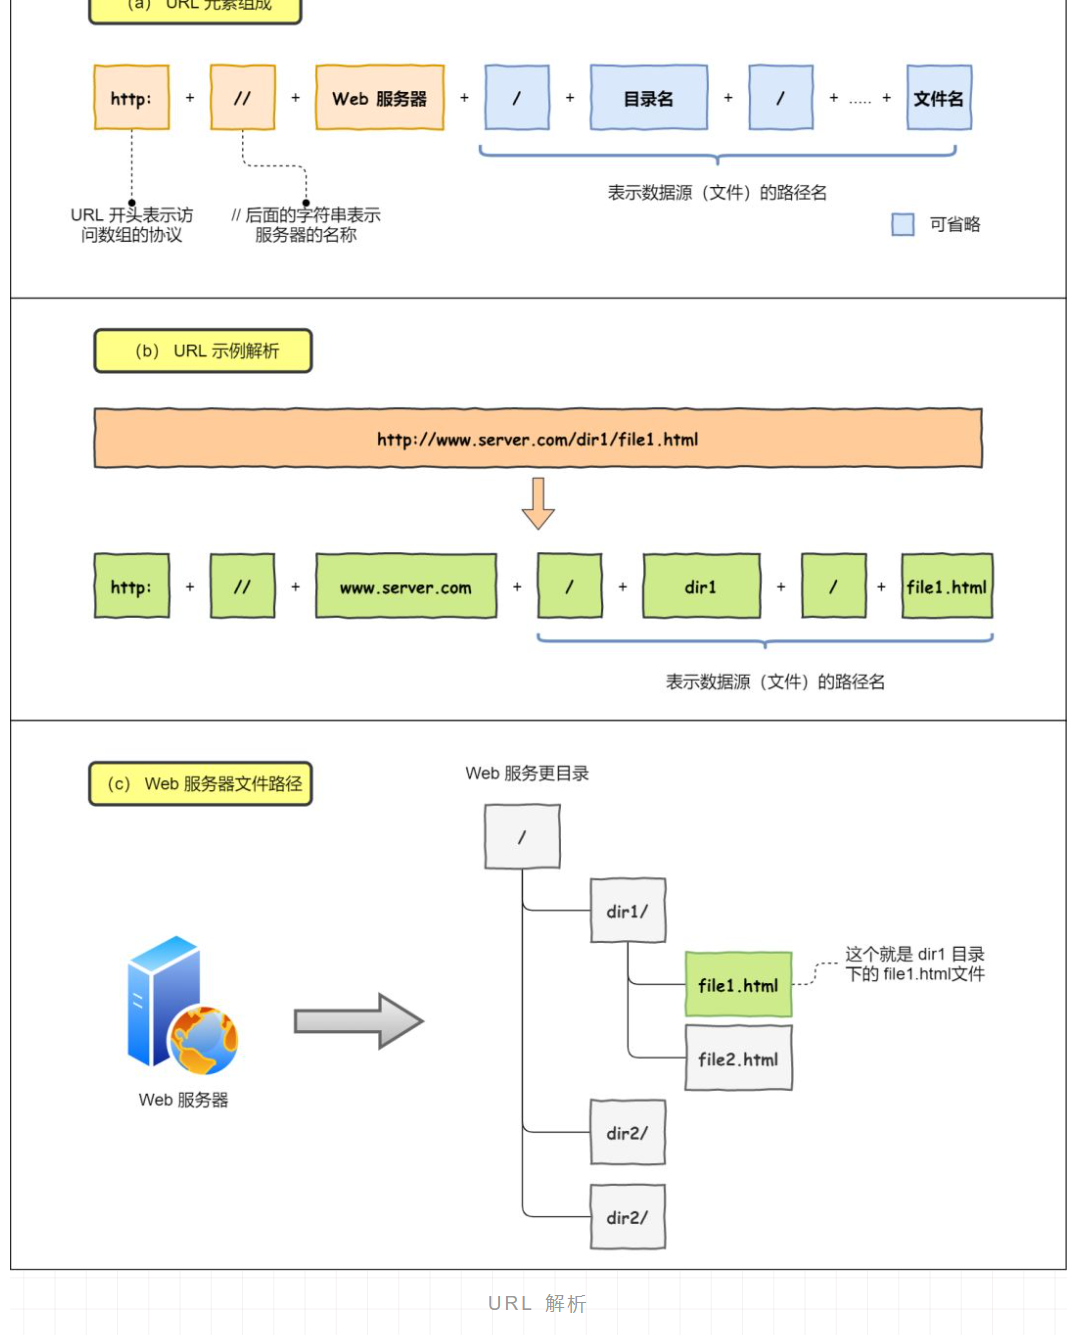 (a) URL 元素组成
http: + // + Web 服务器 + / + 目录名 + / + ..... + 文件名
表示数据源（文件）的路径名
URL 开头表示访
问数组的协议
// 后面的字符串表示
服务器的名称
可省略
(b) URL 示例解析
http://www.server.com/dir1/file1.html
http: + // + www.server.com + / + dir1 + / + file1.html
表示数据源（文件）的路径名
(c) Web 服务器文件路径
Web 服务更目录
/
dir1/
file1.html
这个就是 dir1 目录
下的 file1.html文件
file2.html
Web 服务器
dir2/
dir2/
URL 解析